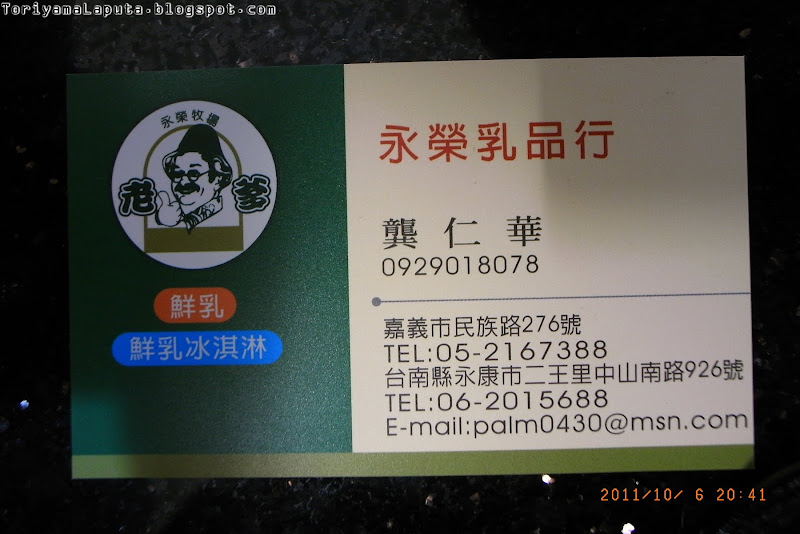 ToriyamaLaputa.blogspot.com
永榮牧場
老爹
鮮乳
鮮乳冰淇淋
永榮乳品行
龔仁華
0929018078
嘉義市民族路276號
TEL:05-2167388
台南縣永康市二王里中山南路926號
TEL:06-2015688
E-mail:palm0430@msn.com
2011/10/ 6 20:41